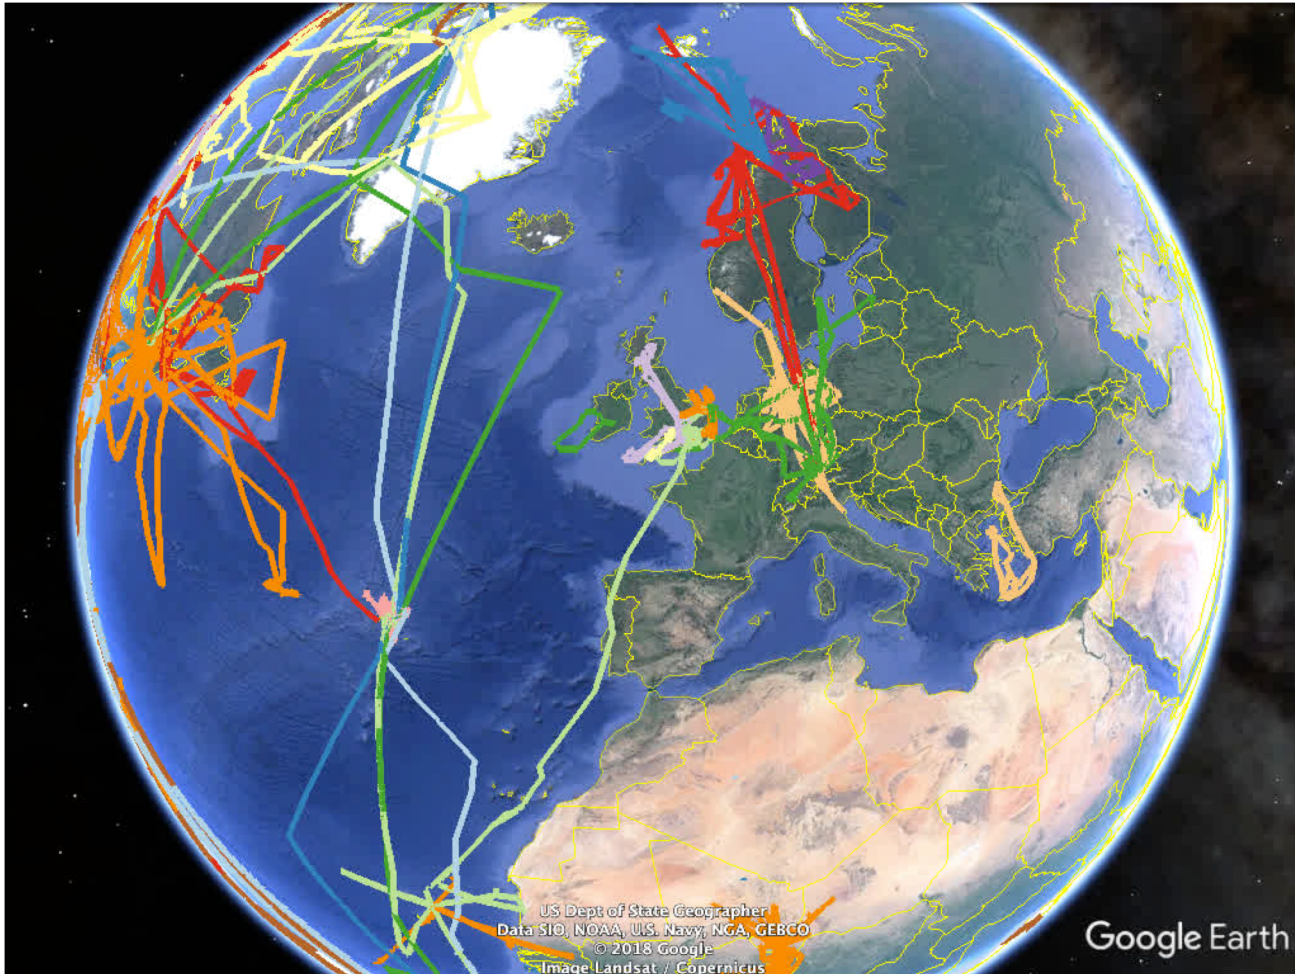 US Dept of State Geographer
Data SIO, NOAA, U.S. Navy, NGA, GEBCO
© 2018 Google
Image Landsat / Copernicus
Google Earth